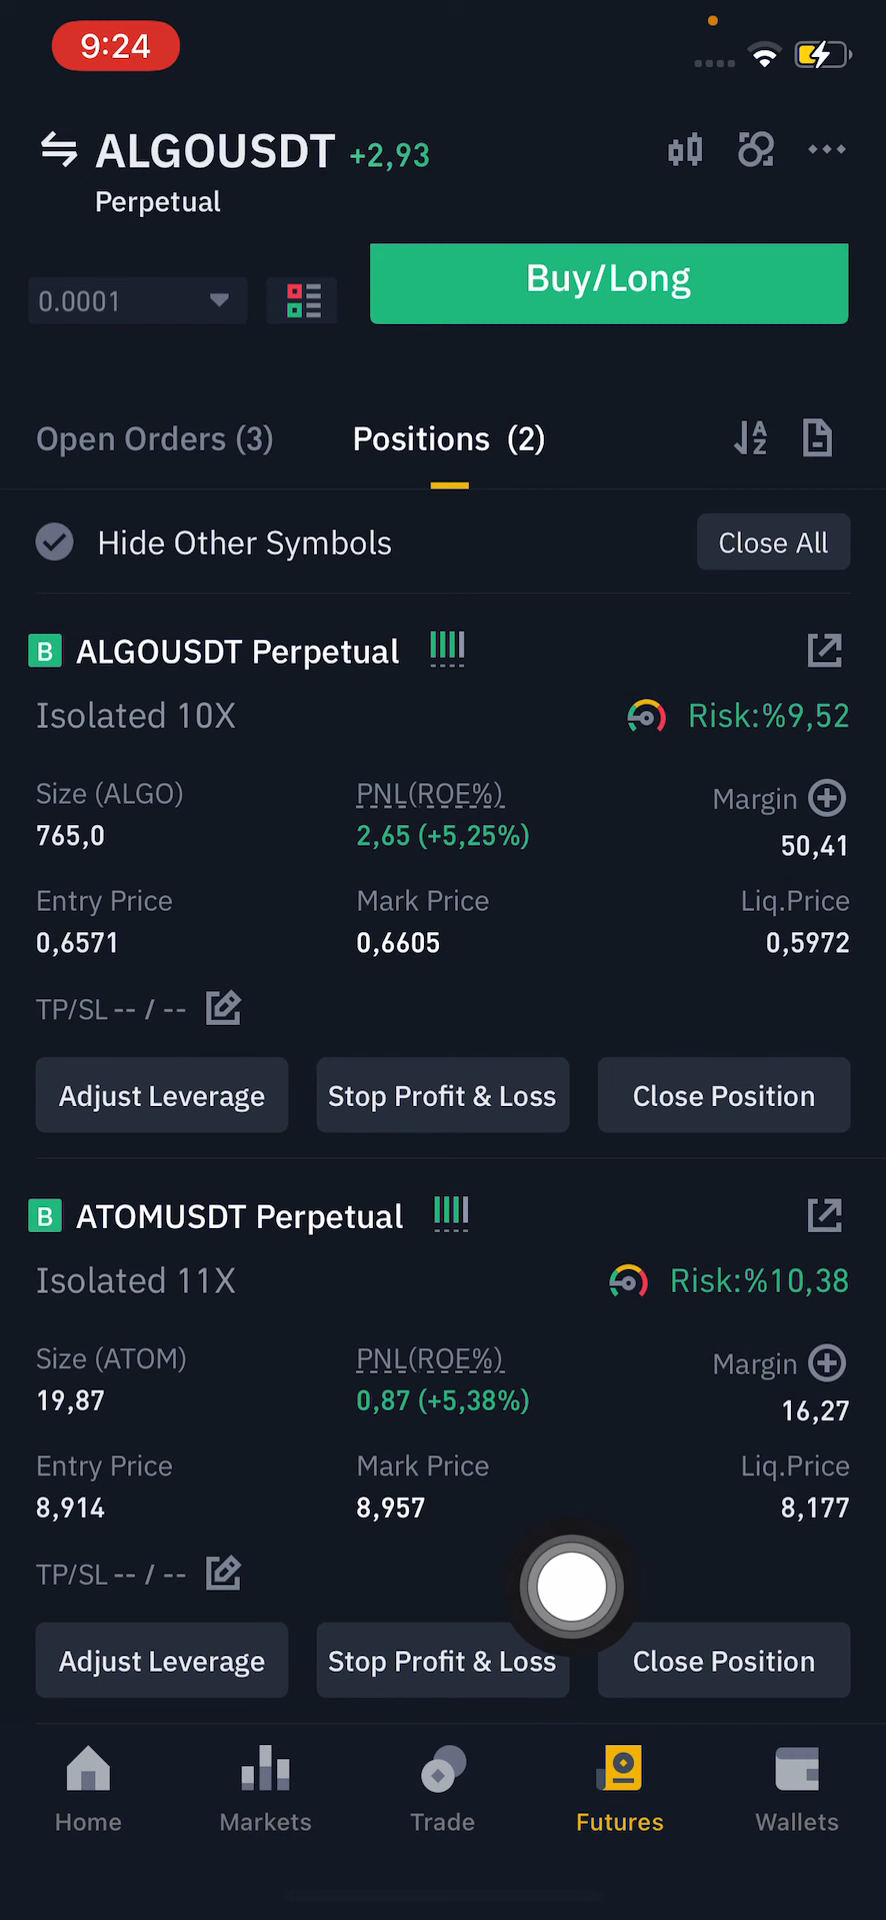 9:24
ALGOUSDT +2,93
Perpetual
0.0001
Buy/Long
Open Orders (3) Positions (2)
Hide Other Symbols Close All
B ALGOUSDT Perpetual
Isolated 10X Risk:%9,52
Size (ALGO) PNL(ROE%) Margin
765,0 2,65 (+5,25%) 50,41
Entry Price Mark Price Liq.Price
0,6571 0,6605 0,5972
TP/SL -- / --
Adjust Leverage Stop Profit & Loss Close Position
B ATOMUSDT Perpetual
Isolated 11X Risk:%10,38
Size (ATOM) PNL(ROE%) Margin
19,87 0,87 (+5,38%) 16,27
Entry Price Mark Price Liq.Price
8,914 8,957 8,177
TP/SL -- / --
Adjust Leverage Stop Profit & Loss Close Position
Home Markets Trade Futures Wallets